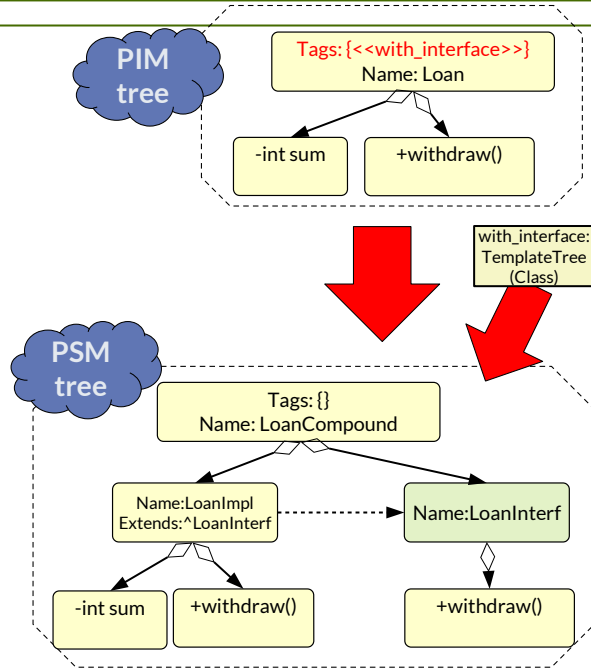 PIM
tree
Tags: {<<with_interface>>}
Name: Loan
-int sum
+withdraw()
with_interface:
TemplateTree
(Class)
PSM
tree
Tags: {}
Name: LoanCompound
Name:LoanImpl
Extends:^LoanInterf
Name:LoanInterf
-int sum
+withdraw()
+withdraw()